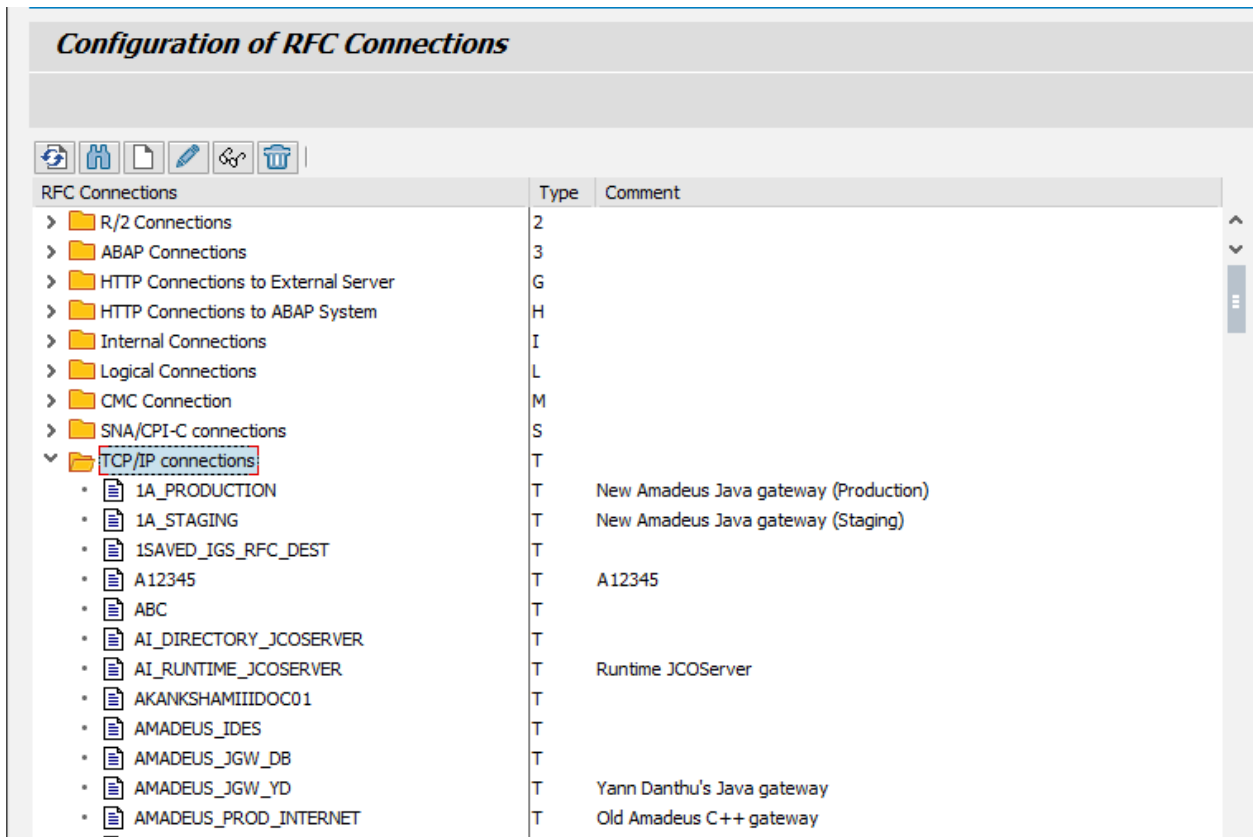 Configuration of RFC Connections
RFC Connections Type Comment
R/2 Connections 2
ABAP Connections 3
HTTP Connections to External Server G
HTTP Connections to ABAP System H
Internal Connections I
Logical Connections L
CMC Connection M
SNA/CPI-C connections S
TCP/IP connections T
1A_PRODUCTION T New Amadeus Java gateway (Production)
1A_STAGING T New Amadeus Java gateway (Staging)
1SAVED_IGS_RFC_DEST T
A12345 T A12345
ABC T
AI_DIRECTORY_JCOSERVER T
AI_RUNTIME_JCOSERVER T Runtime JCOServer
AKANKSHAMIIIDOC01 T
AMADEUS_IDES T
AMADEUS_JGW_DB T
AMADEUS_JGW_YD T Yann Danthu's Java gateway
AMADEUS_PROD_INTERNET T Old Amadeus C++ gateway